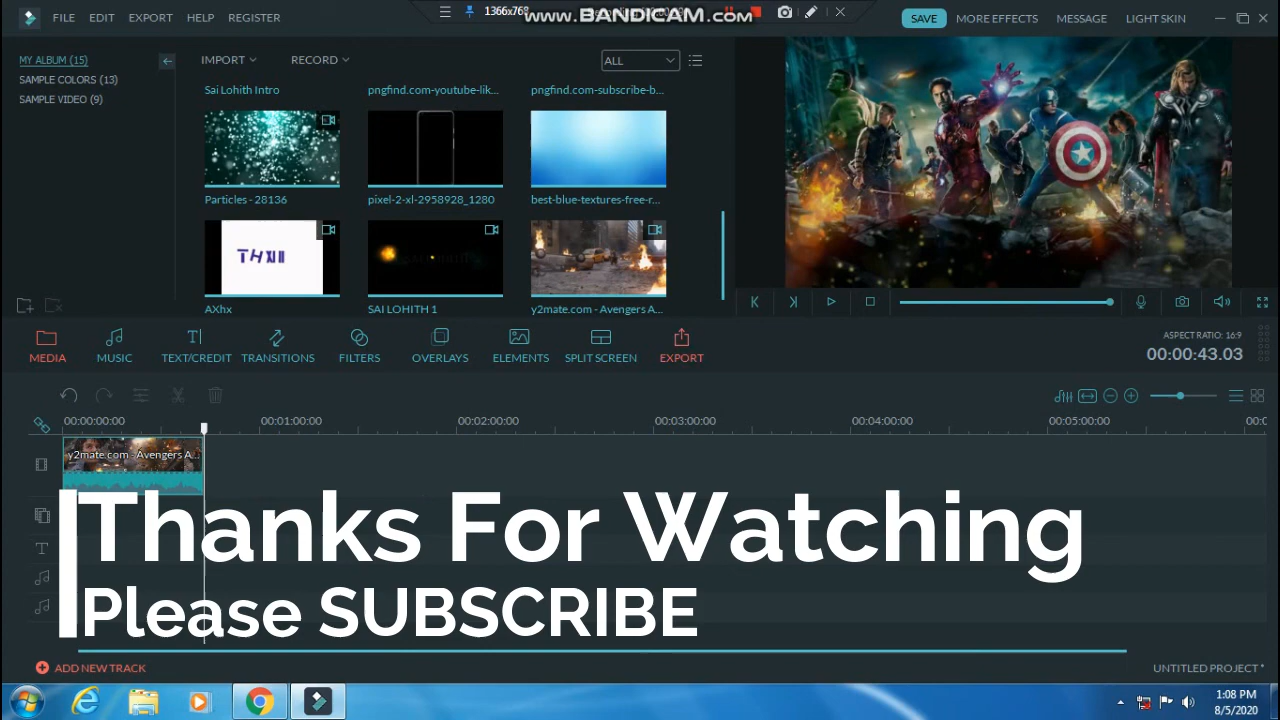 1366x768
www.BANDICAM.com
FILE EDIT EXPORT HELP REGISTER
SAVE MORE EFFECTS MESSAGE LIGHT SKIN
MY ALBUM (15)
SAMPLE COLORS (13)
SAMPLE VIDEO (9)
IMPORT RECORD ALL
Sai Lohith Intro pngfind.com-youtube-lik... pngfind.com-subscribe-b...
Particles - 28136 pixel-2-xl-2958928_1280 best-blue-textures-free-r...
AXhx SAI LOHITH 1 y2mate.com - Avengers A...
MEDIA MUSIC TEXT/CREDIT TRANSITIONS FILTERS OVERLAYS ELEMENTS SPLIT SCREEN EXPORT
ASPECT RATIO: 16:9
00:00:43.03
00:00:00:00 00:01:00:00 00:02:00:00 00:03:00:00 00:04:00:00 00:05:00:00
y2mate.com - Avengers A...
Thanks For Watching
Please SUBSCRIBE
ADD NEW TRACK
UNTITLED PROJECT *
1:08 PM
8/5/2020